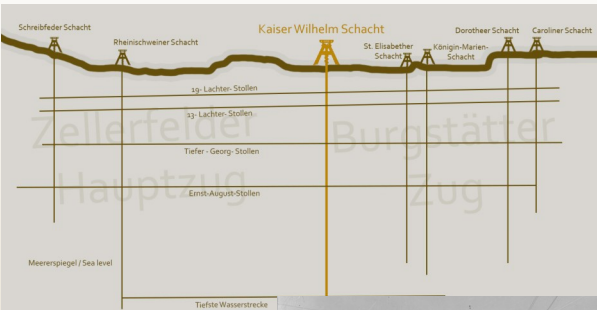 Schreibfeder Schacht
Rheinischweiner Schacht
Kaiser Wilhelm Schacht
St. Elisabether
Schacht
Königin-Marien-
Schacht
Dorotheer Schacht
Caroliner Schacht
19- Lachter- Stollen
13- Lachter- Stollen
Zellerfelder
Hauptzug
Burgstätter
Zug
Tiefer - Georg- Stollen
Ernst-August-Stollen
Meererspiegel / Sea level
Tiefste Wasserstrecke